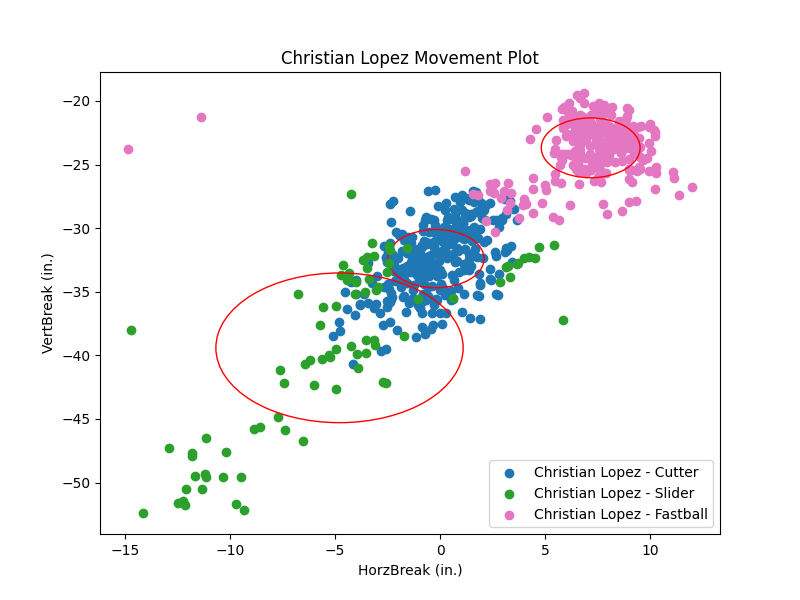 Christian Lopez Movement Plot
VertBreak (in.)
−20
−25
−30
−35
−40
−45
−50
−15
−10
−5
0
5
10
HorzBreak (in.)
Christian Lopez - Cutter
Christian Lopez - Slider
Christian Lopez - Fastball